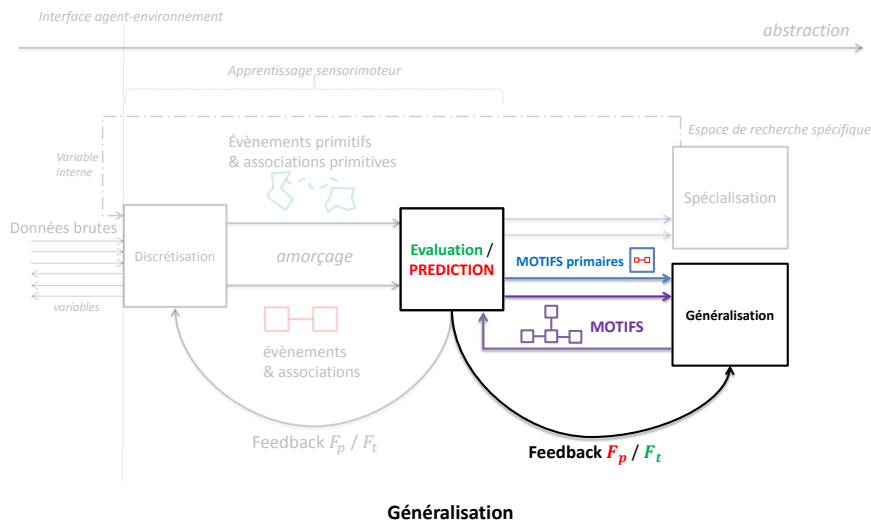 Interface agent-environnement
abstraction
Apprentissage sensorimoteur
Espace de recherche spécifique
Évènements primitifs
& associations primitives
Variable
interne
Spécialisation
Données brutes
Discrétisation
amorçage
Evaluation /
PREDICTION
MOTIFS primaires
variables
MOTIFS
Généralisation
évènements
& associations
Feedback Fₚ / Fₜ
Feedback Fₚ / Fₜ
Généralisation